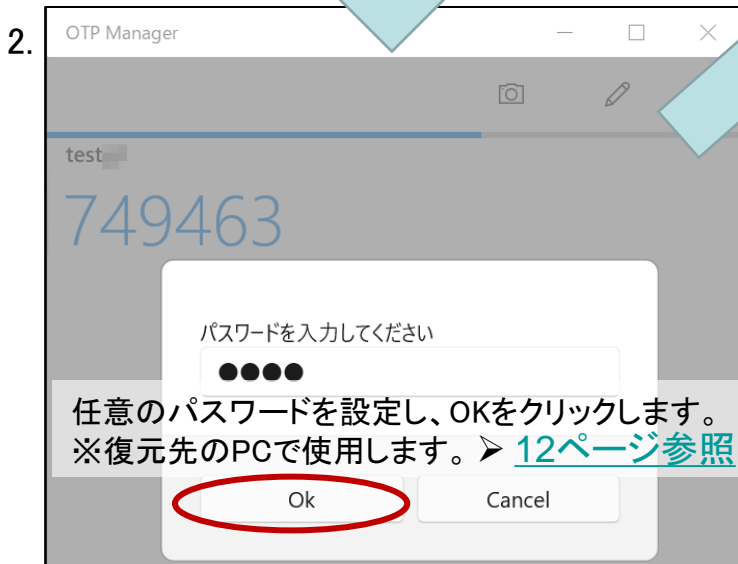 2.
OTP Manager
test
749463
パスワードを入力してください
●●●●
任意のパスワードを設定し、OKをクリックします。
※復元先のPCで使用します。➢ 12ページ参照
Ok Cancel